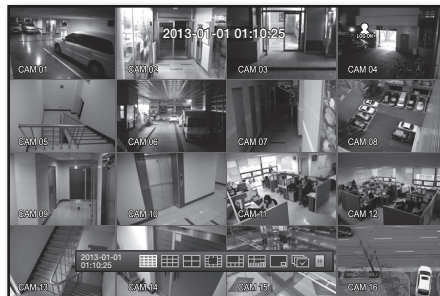 2013-01-01 01:10:25
LOG ON
CAM 01
CAM 02
CAM 03
CAM 04
CAM 05
CAM 06
CAM 07
CAM 08
CAM 09
CAM 10
CAM 11
CAM 12
2013-01-01
01:10:25
CAM 13
CAM 14
CAM 15
CAM 16